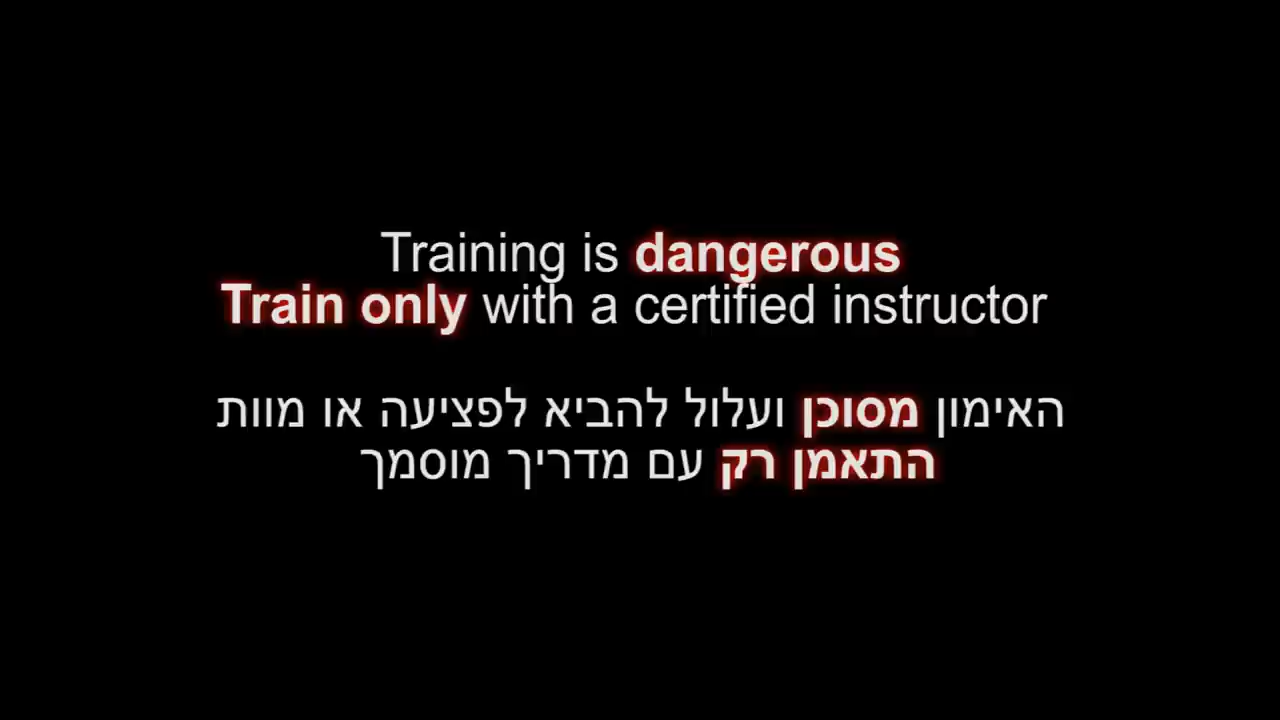 Training is dangerous
Train only with a certified instructor
האימון מסוכן ועלול להביא לפציעה או מוות
התאמן רק עם מדריך מוסמך